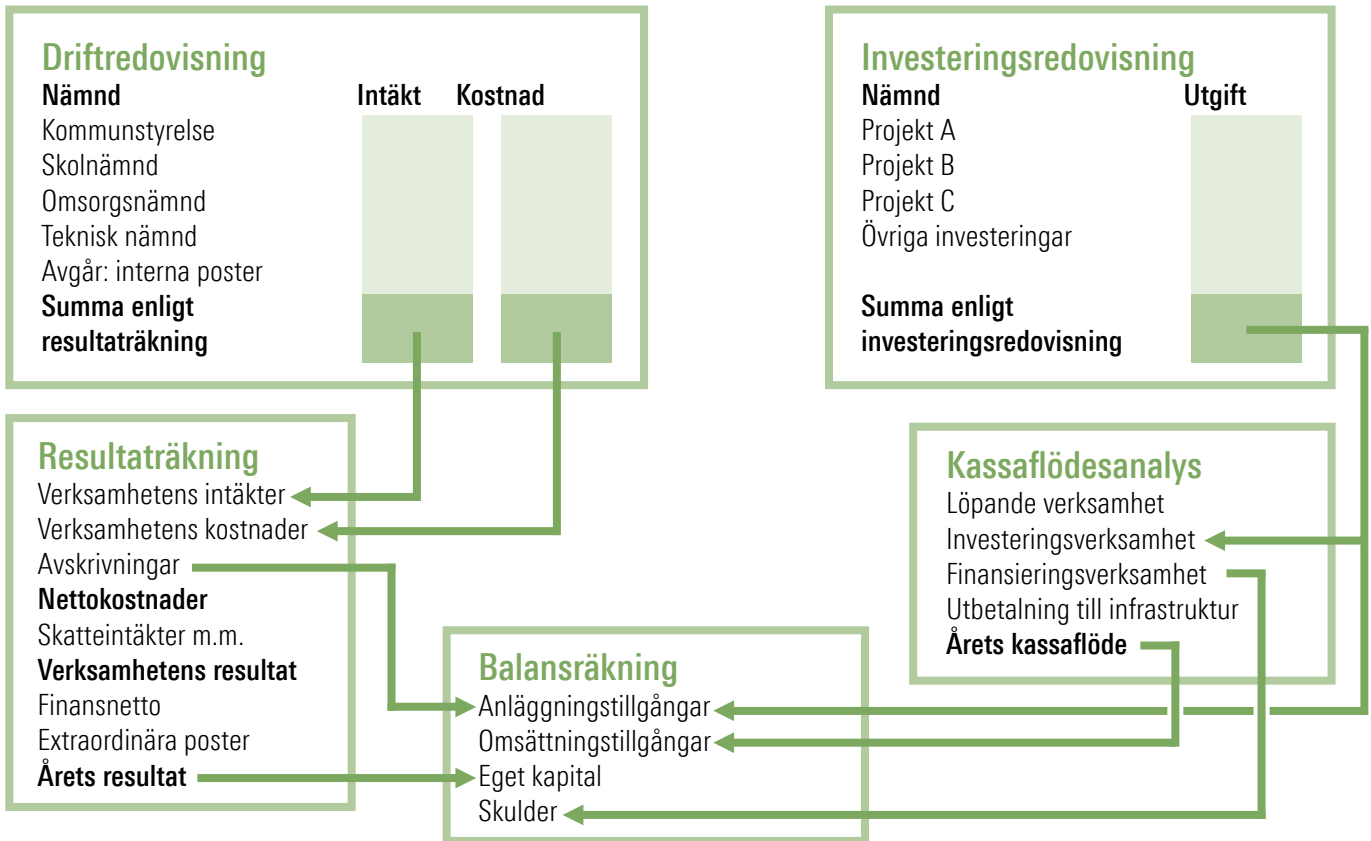 Driftredovisning
Nämnd Intäkt Kostnad
Kommunstyrelse
Skolnämnd
Omsorgsnämnd
Teknisk nämnd
Avgår: interna poster
Summa enligt
resultaträkning
Investeringsredovisning
Nämnd Utgift
Projekt A
Projekt B
Projekt C
Övriga investeringar
Summa enligt
investeringsredovisning
Resultaträkning
Verksamhetens intäkter
Verksamhetens kostnader
Avskrivningar
Nettokostnader
Skatteintäkter m.m.
Verksamhetens resultat
Finansnetto
Extraordinära poster
Årets resultat
Balansräkning
Anläggningstillgångar
Omsättningstillgångar
Eget kapital
Skulder
Kassaflödesanalys
Löpande verksamhet
Investeringsverksamhet
Finansieringsverksamhet
Utbetalning till infrastruktur
Årets kassaflöde